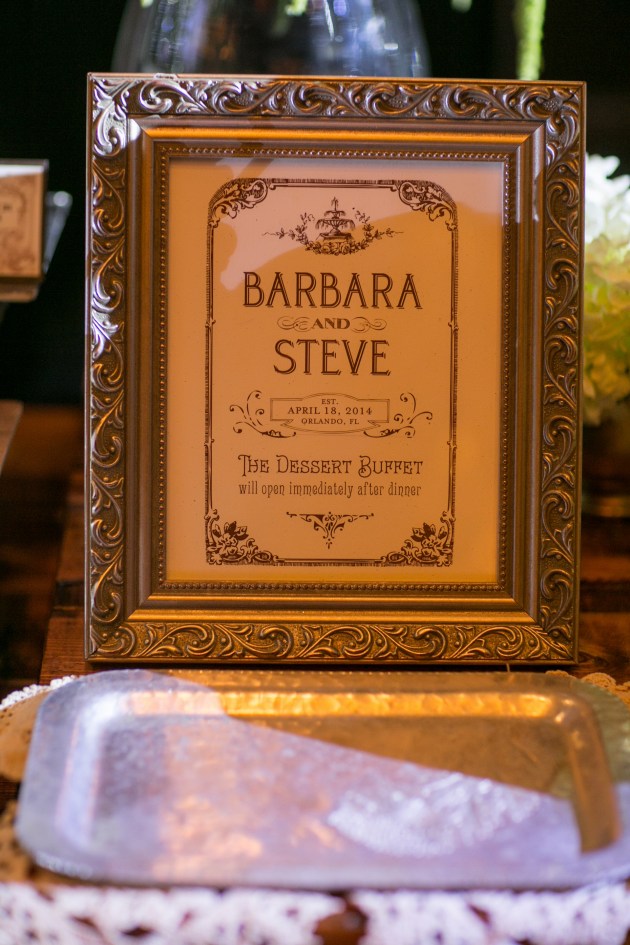 BARBARA
AND
STEVE
EST.
APRIL 18, 2014
ORLANDO, FL
THE DESSERT BUFFET
will open immediately after dinner